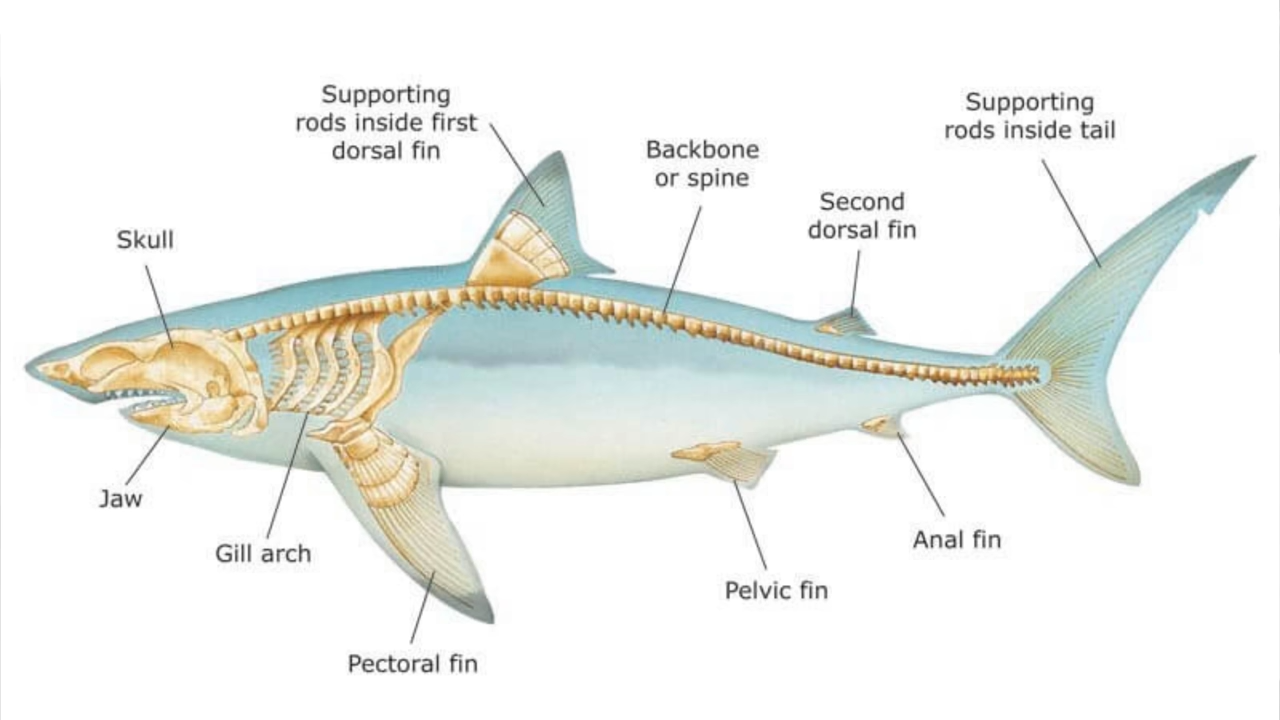 Supporting
rods inside first
dorsal fin
Supporting
rods inside tail
Backbone
or spine
Second
dorsal fin
Skull
Jaw
Gill arch
Anal fin
Pelvic fin
Pectoral fin